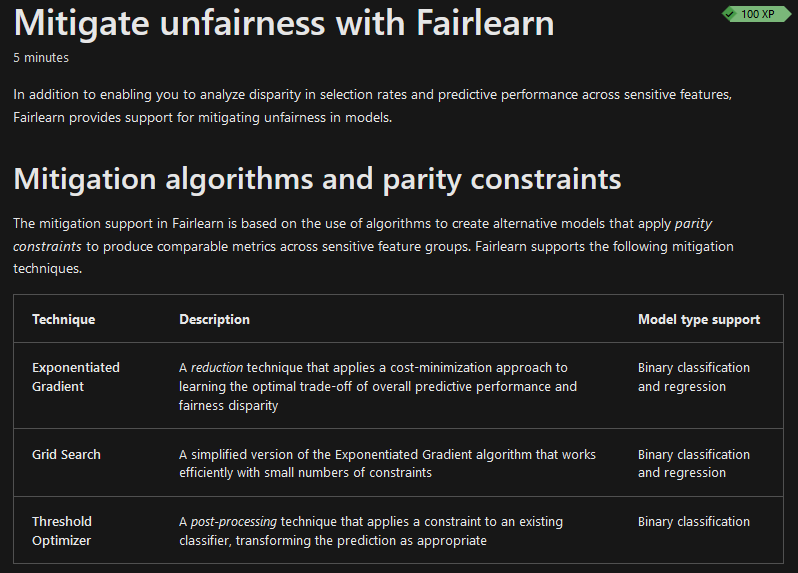 Mitigate unfairness with Fairlearn
100 XP
5 minutes
In addition to enabling you to analyze disparity in selection rates and predictive performance across sensitive features,
Fairlearn provides support for mitigating unfairness in models.
Mitigation algorithms and parity constraints
The mitigation support in Fairlearn is based on the use of algorithms to create alternative models that apply parity
constraints to produce comparable metrics across sensitive feature groups. Fairlearn supports the following mitigation
techniques.
Technique Description Model type support
Exponentiated A reduction technique that applies a cost-minimization approach to Binary classification
Gradient learning the optimal trade-off of overall predictive performance and and regression
fairness disparity
Grid Search A simplified version of the Exponentiated Gradient algorithm that works Binary classification
efficiently with small numbers of constraints and regression
Threshold A post-processing technique that applies a constraint to an existing Binary classification
Optimizer classifier, transforming the prediction as appropriate